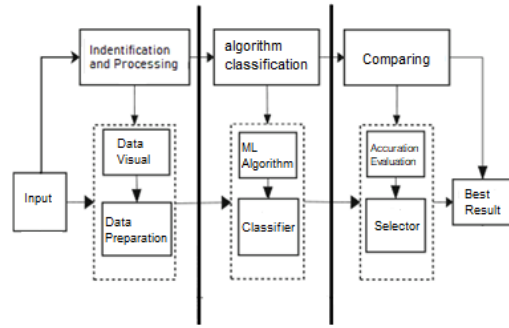 Indentification
and Processing
algorithm
classification
Comparing
Data
Visual
ML
Algorithm
Accuration
Evaluation
Input
Data
Preparation
Classifier
Selector
Best
Result